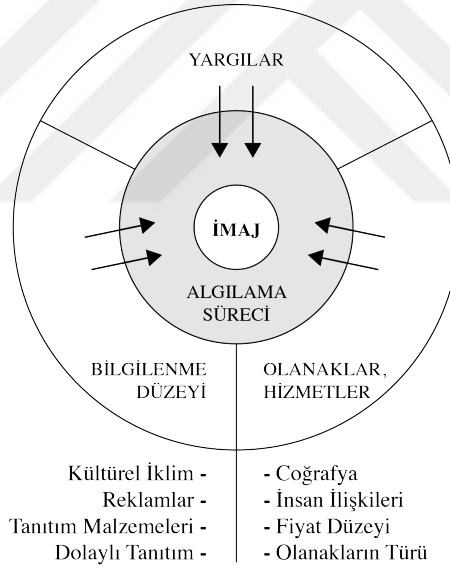 YARGILAR
İMAJ
ALGILAMA
SÜRECİ
BİLGİLENME
DÜZEYİ
OLANAKLAR,
HİZMETLER
Kültürel İklim -
Reklamlar -
Tanıtım Malzemeleri -
Dolaylı Tanıtım -
- Coğrafya
- İnsan İlişkileri
- Fiyat Düzeyi
- Olanakların Türü